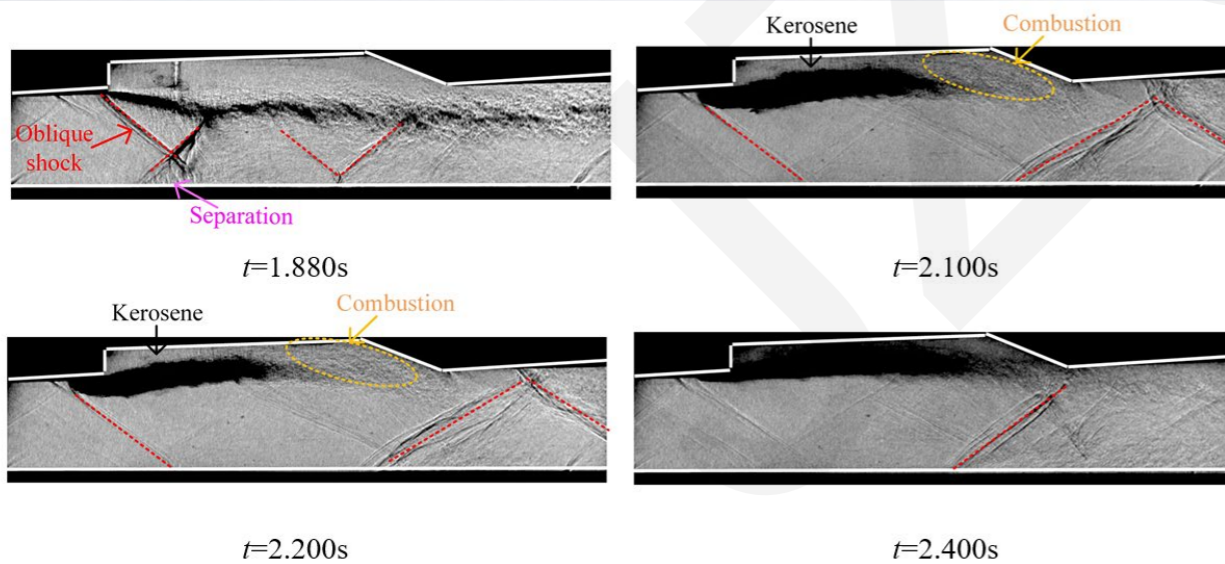 Oblique
shock
Separation
t=1.880s
Kerosene
Combustion
t=2.100s
Kerosene
Combustion
t=2.200s
t=2.400s